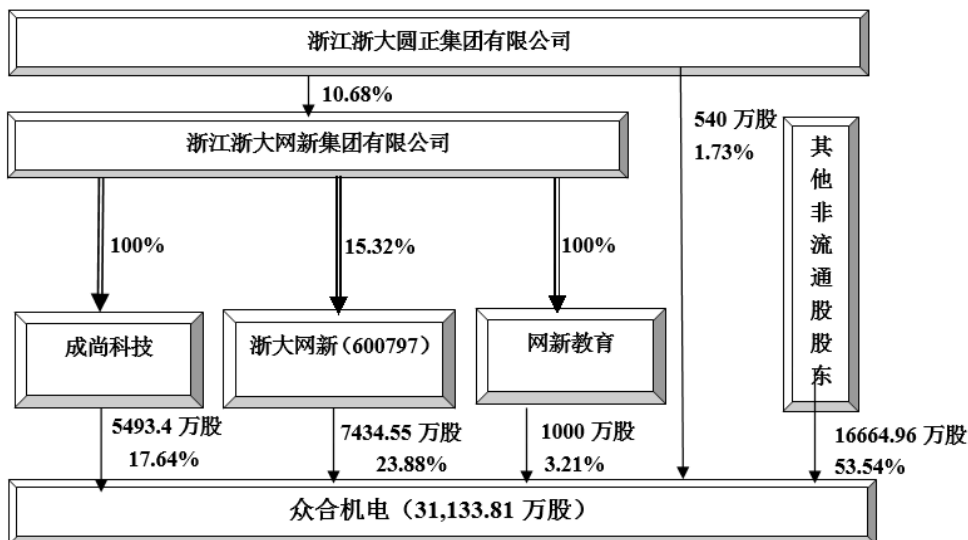 浙江浙大圆正集团有限公司
10.68%
浙江浙大网新集团有限公司
540 万股
1.73%
其他非流通股股东
100%
15.32%
100%
成尚科技
浙大网新（600797）
网新教育
5493.4 万股
17.64%
7434.55 万股
23.88%
1000 万股
3.21%
16664.96 万股
53.54%
众合机电（31,133.81 万股）